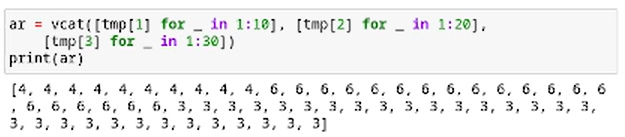 ar = vcat([tmp[1] for _ in 1:10], [tmp[2] for _ in 1:20],
[tmp[3] for _ in 1:30])
print(ar)
[4, 4, 4, 4, 4, 4, 4, 4, 4, 4, 6, 6, 6, 6, 6, 6, 6, 6, 6, 6, 6, 6, 6, 6
, 6, 6, 6, 6, 6, 6, 3, 3, 3, 3, 3, 3, 3, 3, 3, 3, 3, 3, 3, 3, 3, 3, 3,
3, 3, 3, 3, 3, 3, 3, 3, 3, 3, 3, 3, 3]